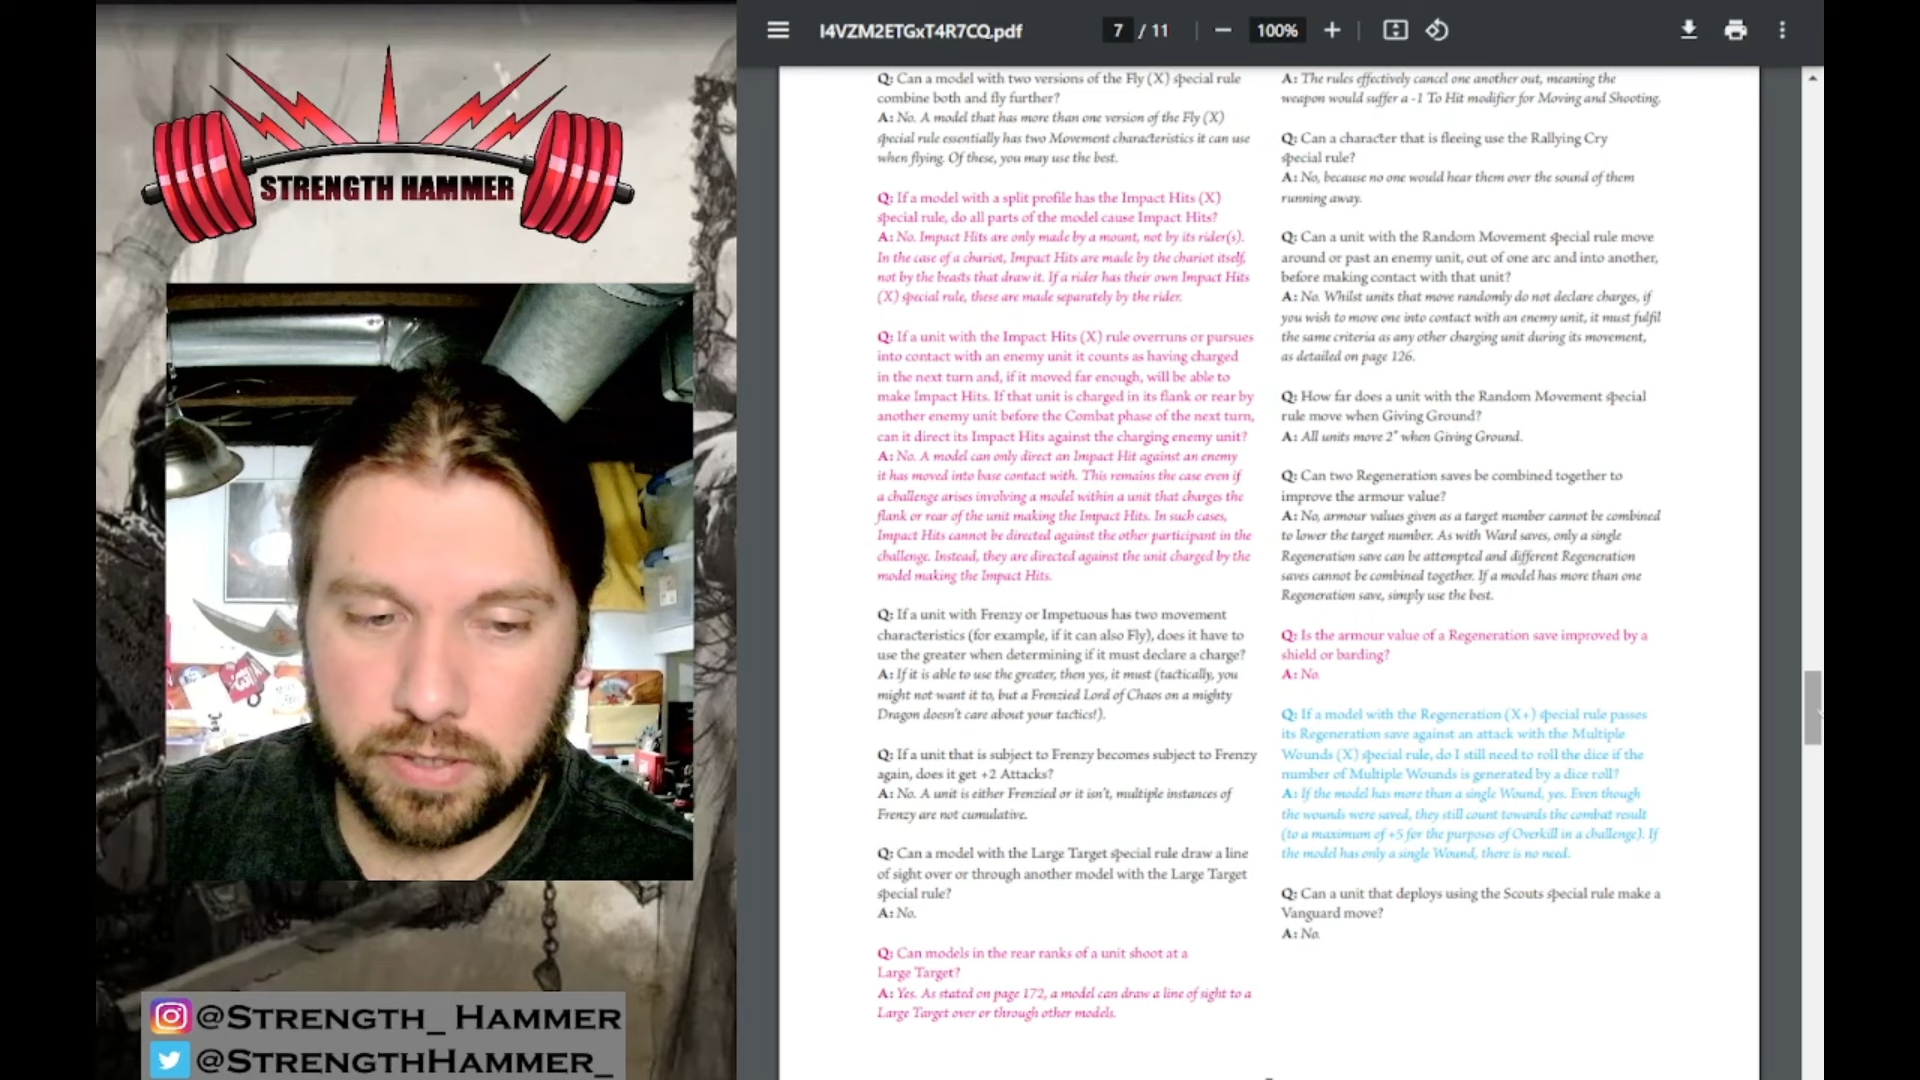 STRENGTH HAMMER
@STRENGTH_HAMMER
@STRENGTHHAMMER_
I4VZM2ETGxT4R7CQ.pdf
7 / 11
100%
Q: Can a model with two versions of the Fly (X) special rule
combine both and fly further?
A: No. A model that has more than one version of the Fly (X)
special rule essentially has two Movement characteristics it can use
when flying. Of these, you may use the best.
Q: If a model with a split profile has the Impact Hits (X)
special rule, do all parts of the model cause Impact Hits?
A: No. Impact Hits are only made by a mount, not by its rider(s).
In the case of a chariot, Impact Hits are made by the chariot itself,
not by the beasts that draw it. If a rider has their own Impact Hits
(X) special rule, these are made separately by the rider.
Q: If a unit with the Impact Hits (X) rule overruns or pursues
into contact with an enemy unit it counts as having charged
in the next turn and, if it moved far enough, will be able to
make Impact Hits. If that unit is charged in its flank or rear by
another enemy unit before the Combat phase of the next turn,
can it direct its Impact Hits against the charging enemy unit?
A: No. A model can only direct an Impact Hit against an enemy
it has moved into base contact with. This remains the case even if
a challenge arises involving a model within a unit that charges the
flank or rear of the unit making the Impact Hits. In such cases,
Impact Hits cannot be directed against the other participant in the
challenge. Instead, they are directed against the unit charged by the
model making the Impact Hits.
Q: If a unit with Frenzy or Impetuous has two movement
characteristics (for example, if it can also Fly), does it have to
use the greater when determining if it must declare a charge?
A: If it is able to use the greater, then yes, it must (tactically, you
might not want it to, but a Frenzied Lord of Chaos on a mighty
Dragon doesn't care about your tactics!).
Q: If a unit that is subject to Frenzy becomes subject to Frenzy
again, does it get +2 Attacks?
A: No. A unit is either Frenzied or it isn't, multiple instances of
Frenzy are not cumulative.
Q: Can a model with the Large Target special rule draw a line
of sight over or through another model with the Large Target
special rule?
A: No.
Q: Can models in the rear ranks of a unit shoot at a
Large Target?
A: Yes. As stated on page 172, a model can draw a line of sight to a
Large Target over or through other models.
A: The rules effectively cancel one another out, meaning the
weapon would suffer a -1 To Hit modifier for Moving and Shooting.
Q: Can a character that is fleeing use the Rallying Cry
special rule?
A: No, because no one would hear them over the sound of them
running away.
Q: Can a unit with the Random Movement special rule move
around or past an enemy unit, out of one arc and into another,
before making contact with that unit?
A: No. Whilst units that move randomly do not declare charges, if
you wish to move one into contact with an enemy unit, it must fulfil
the same criteria as any other charging unit during its movement,
as detailed on page 126.
Q: How far does a unit with the Random Movement special
rule move when Giving Ground?
A: All units move 2" when Giving Ground.
Q: Can two Regeneration saves be combined together to
improve the armour value?
A: No, armour values given as a target number cannot be combined
to lower the target number. As with Ward saves, only a single
Regeneration save can be attempted and different Regeneration
saves cannot be combined together. If a model has more than one
Regeneration save, simply use the best.
Q: Is the armour value of a Regeneration save improved by a
shield or barding?
A: No.
Q: If a model with the Regeneration (X+) special rule passes
its Regeneration save against an attack with the Multiple
Wounds (X) special rule, do I still need to roll the dice if the
number of Multiple Wounds is generated by a dice roll?
A: If the model has more than a single Wound, yes. Even though
the wounds were saved, they still count towards the combat result
(to a maximum of +5 for the purposes of Overkill in a challenge). If
the model has only a single Wound, there is no need.
Q: Can a unit that deploys using the Scouts special rule make a
Vanguard move?
A: No.